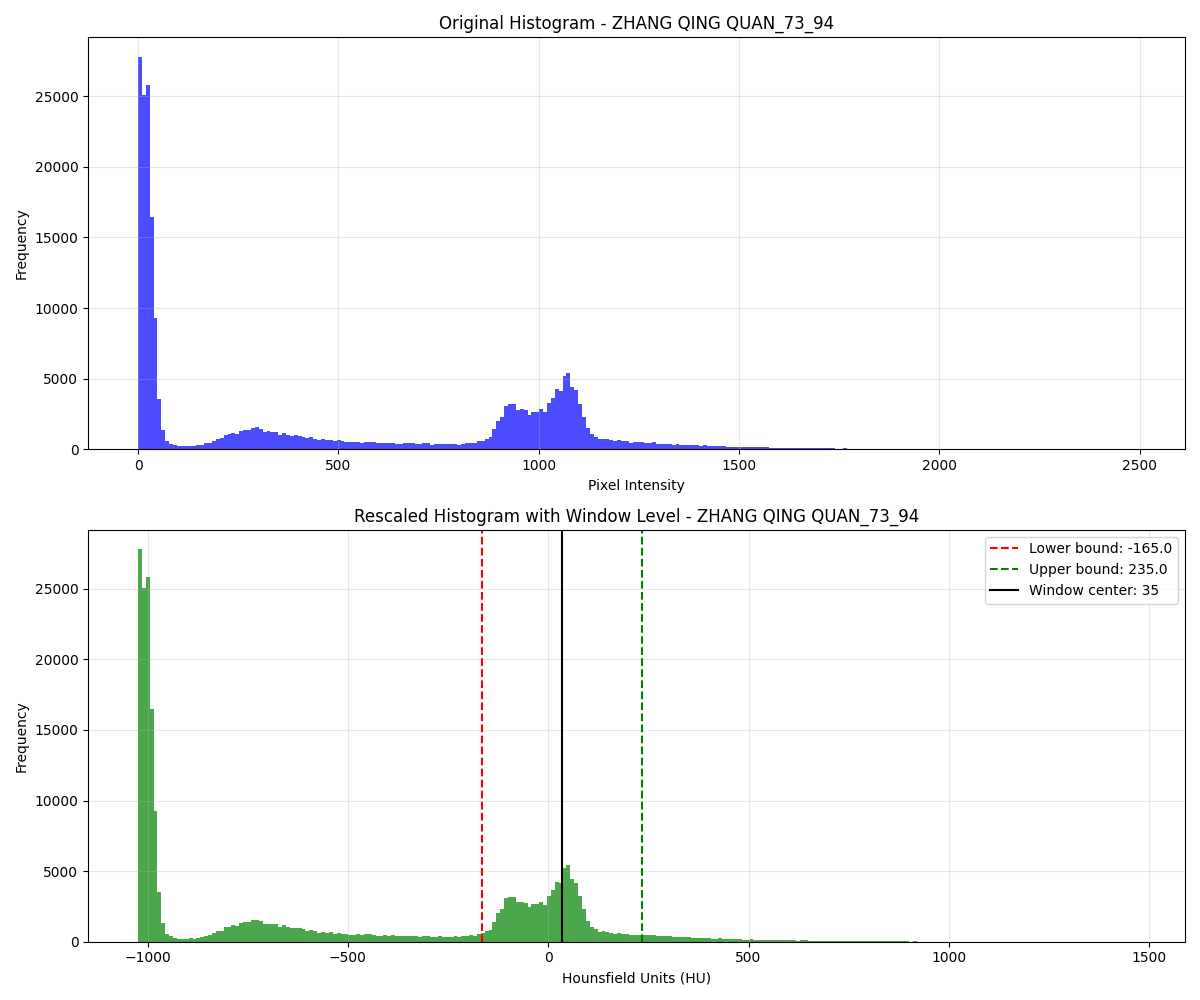 Original Histogram - ZHANG QING QUAN_73_94
Frequency
25000
20000
15000
10000
5000
0
0 500 1000 1500 2000 2500
Pixel Intensity
Rescaled Histogram with Window Level - ZHANG QING QUAN_73_94
Lower bound: -165.0
Upper bound: 235.0
Window center: 35
Frequency
25000
20000
15000
10000
5000
0
−1000 −500 0 500 1000 1500
Hounsfield Units (HU)